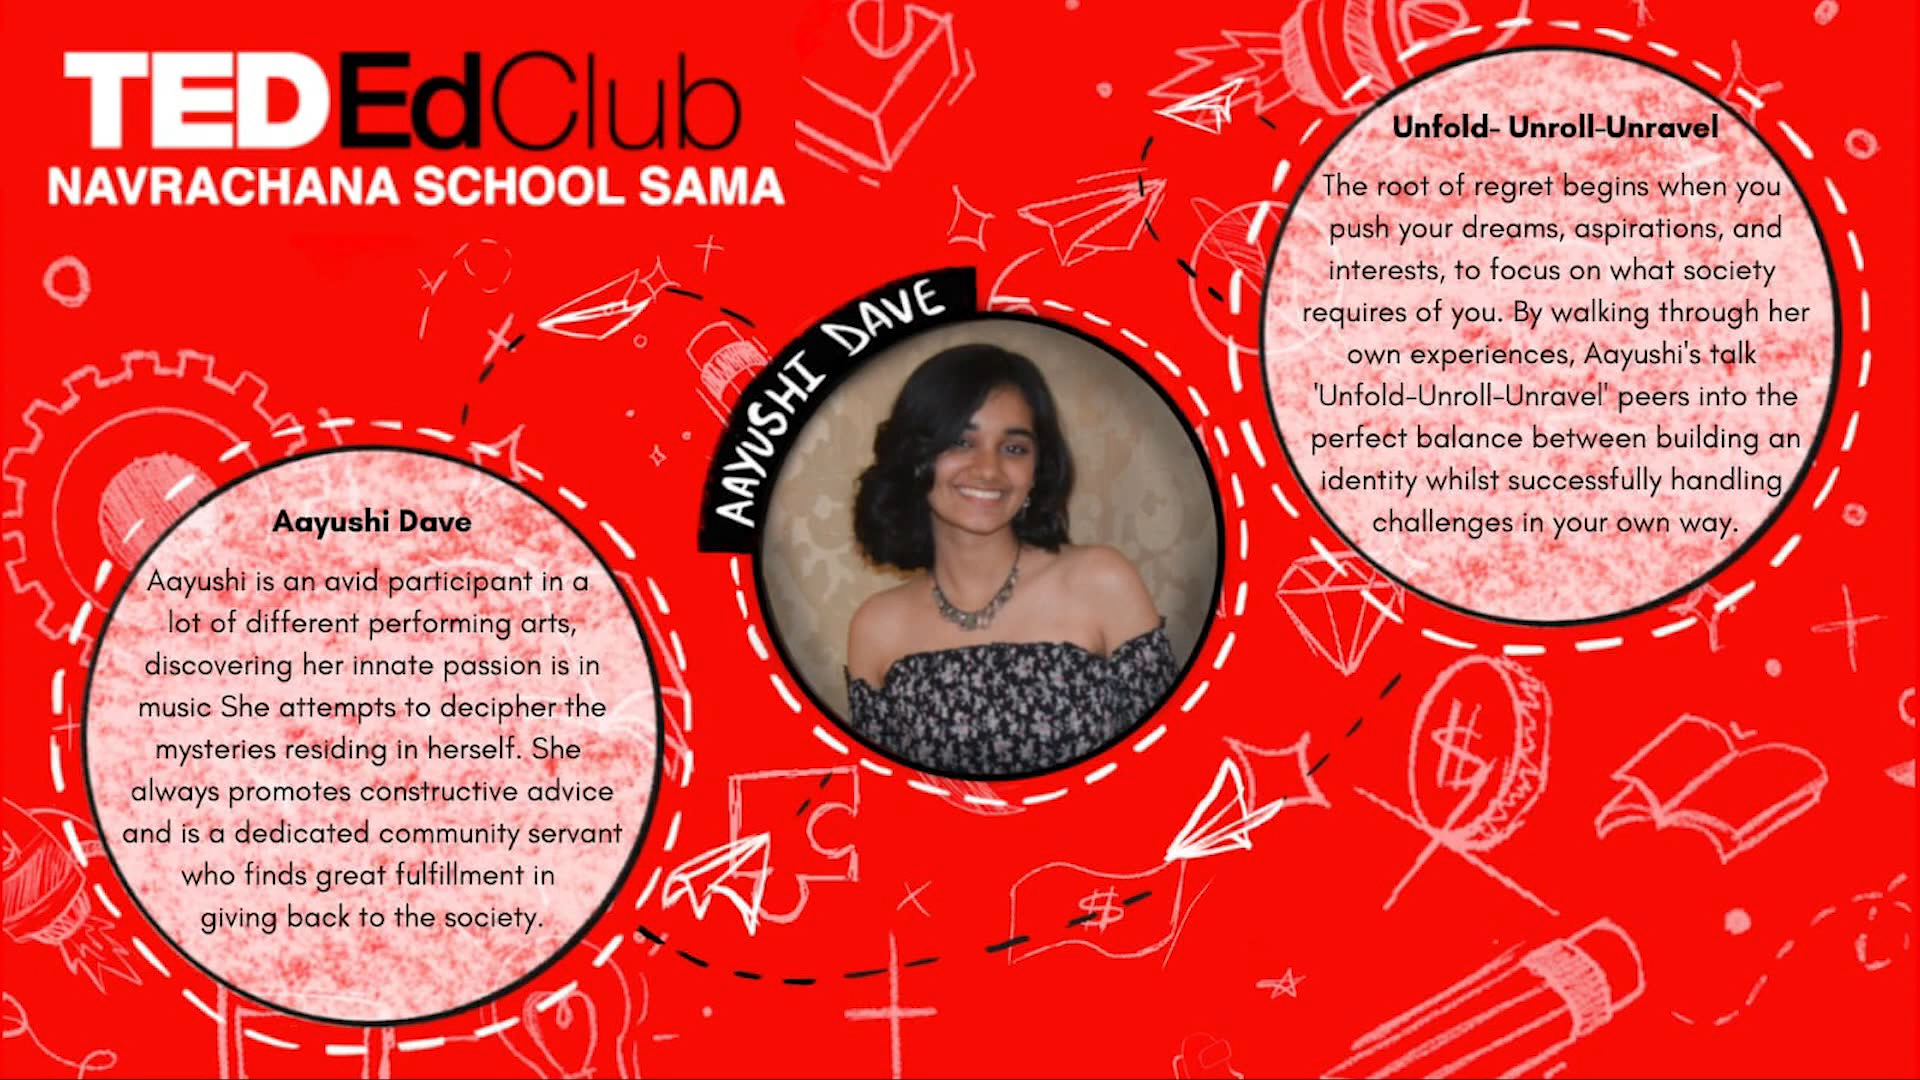 TEDEdClub
NAVRACHANA SCHOOL SAMA
AAYUSHI DAVE
Aayushi Dave
Aayushi is an avid participant in a
lot of different performing arts,
discovering her innate passion is in
music She attempts to decipher the
mysteries residing in herself. She
always promotes constructive advice
and is a dedicated community servant
who finds great fulfillment in
giving back to the society.
Unfold- Unroll-Unravel
The root of regret begins when you
push your dreams, aspirations, and
interests, to focus on what society
requires of you. By walking through her
own experiences, Aayushi's talk
'Unfold-Unroll-Unravel' peers into the
perfect balance between building an
identity whilst successfully handling
challenges in your own way.
$
$